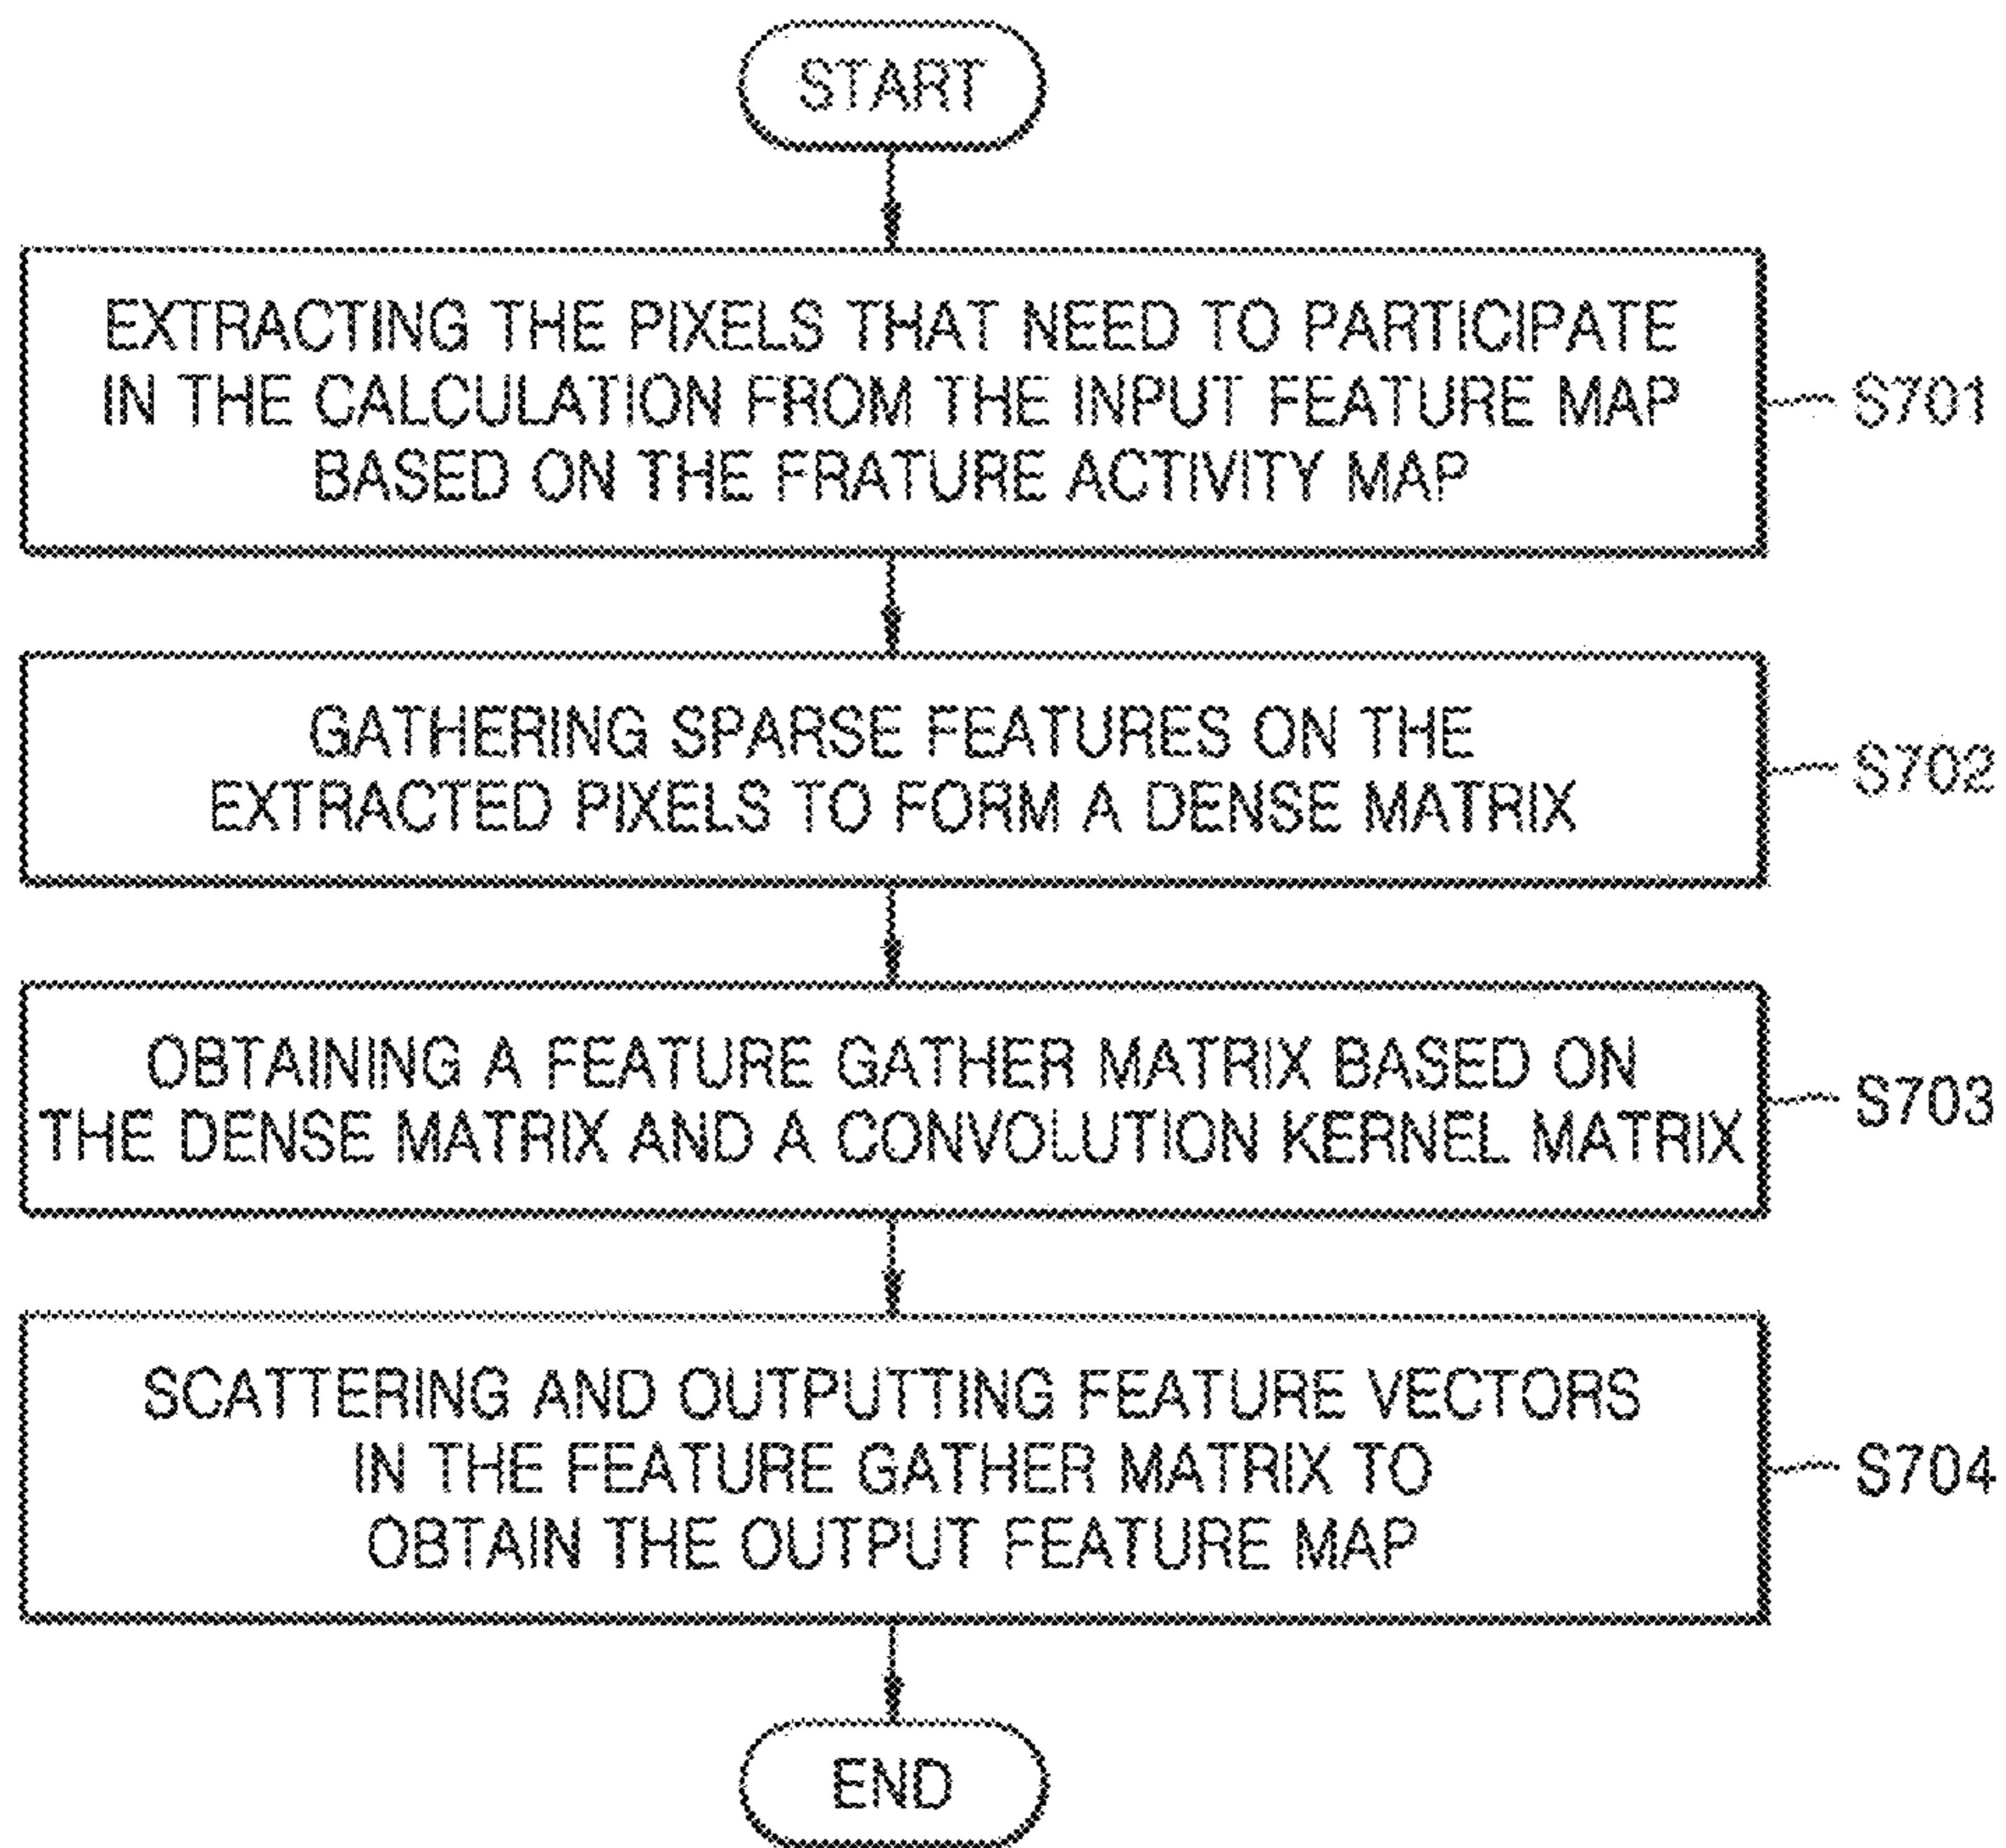 START
EXTRACTING THE PIXELS THAT NEED TO PARTICIPATE
IN THE CALCULATION FROM THE INPUT FEATURE MAP
BASED ON THE FRATURE ACTIVITY MAP
S701
GATHERING SPARSE FEATURES ON THE
EXTRACTED PIXELS TO FORM A DENSE MATRIX
S702
OBTAINING A FEATURE GATHER MATRIX BASED ON
THE DENSE MATRIX AND A CONVOLUTION KERNEL MATRIX
S703
SCATTERING AND OUTPUTTING FEATURE VECTORS
IN THE FEATURE GATHER MATRIX TO
OBTAIN THE OUTPUT FEATURE MAP
S704
END